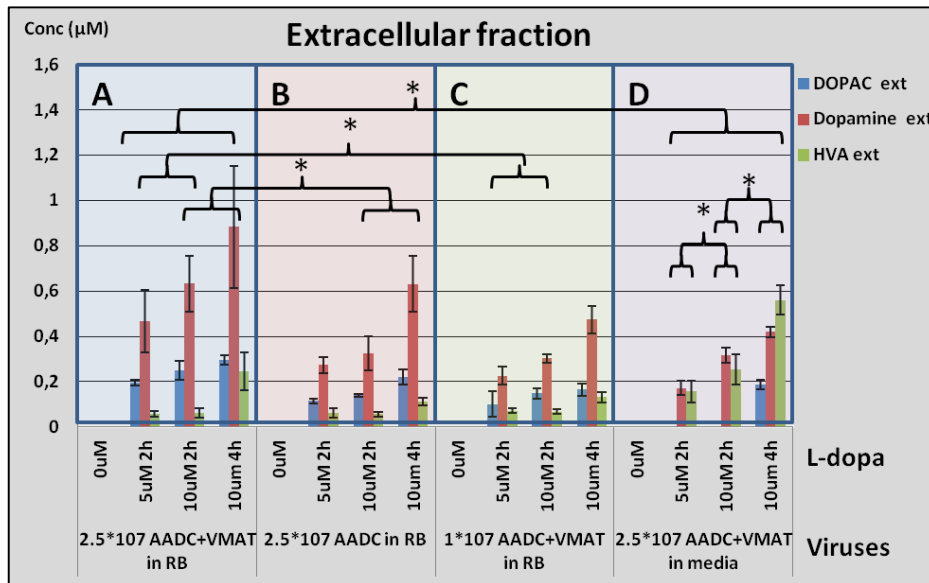 Conc (µM)
Extracellular fraction
1,6
1,4
1,2
1
0,8
0,6
0,4
0,2
0
A
B
C
D
*
*
*
*
*
DOPAC ext
Dopamine ext
HVA ext
0uM
5uM 2h
10uM 2h
10um 4h
0uM
5uM 2h
10uM 2h
10um 4h
0uM
5uM 2h
10uM 2h
10um 4h
0uM
5uM 2h
10uM 2h
10um 4h
L-dopa
2.5*107 AADC+VMAT
in RB
2.5*107 AADC in RB
1*107 AADC+VMAT
in RB
2.5*107 AADC+VMAT
in media
Viruses